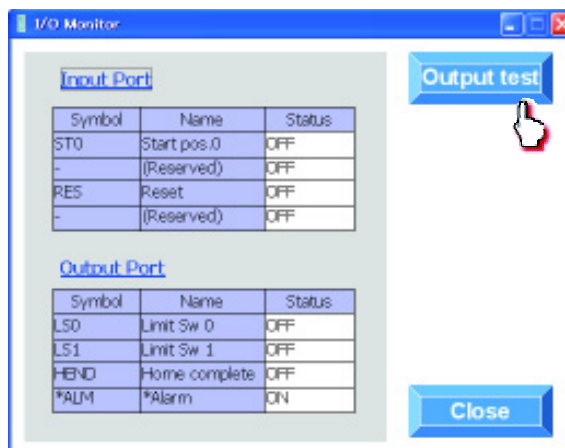 I/O Monitor
Input Port
Output test
Symbol Name Status
ST0 Start pos.0 OFF
- (Reserved) OFF
RES Reset OFF
- (Reserved) OFF
Output Port
Symbol Name Status
LS0 Limit Sw 0 OFF
LS1 Limit Sw 1 OFF
HEND Home complete OFF
*ALM *Alarm ON
Close